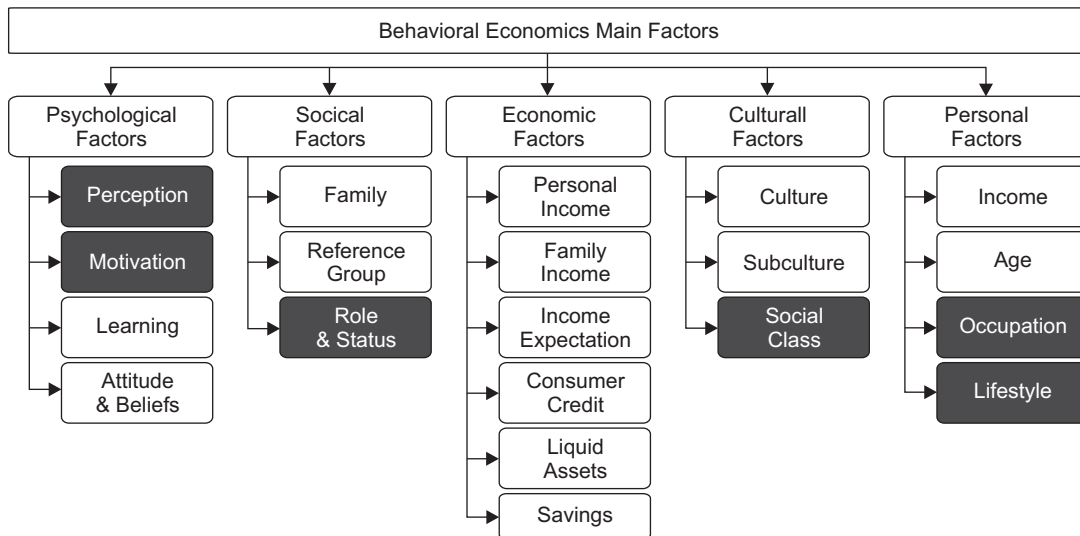 Behavioral Economics Main Factors
Psychological
Factors
Perception
Motivation
Learning
Attitude
& Beliefs
Socical
Factors
Family
Reference
Group
Role
& Status
Economic
Factors
Personal
Income
Family
Income
Income
Expectation
Consumer
Credit
Liquid
Assets
Savings
Culturall
Factors
Culture
Subculture
Social
Class
Personal
Factors
Income
Age
Occupation
Lifestyle